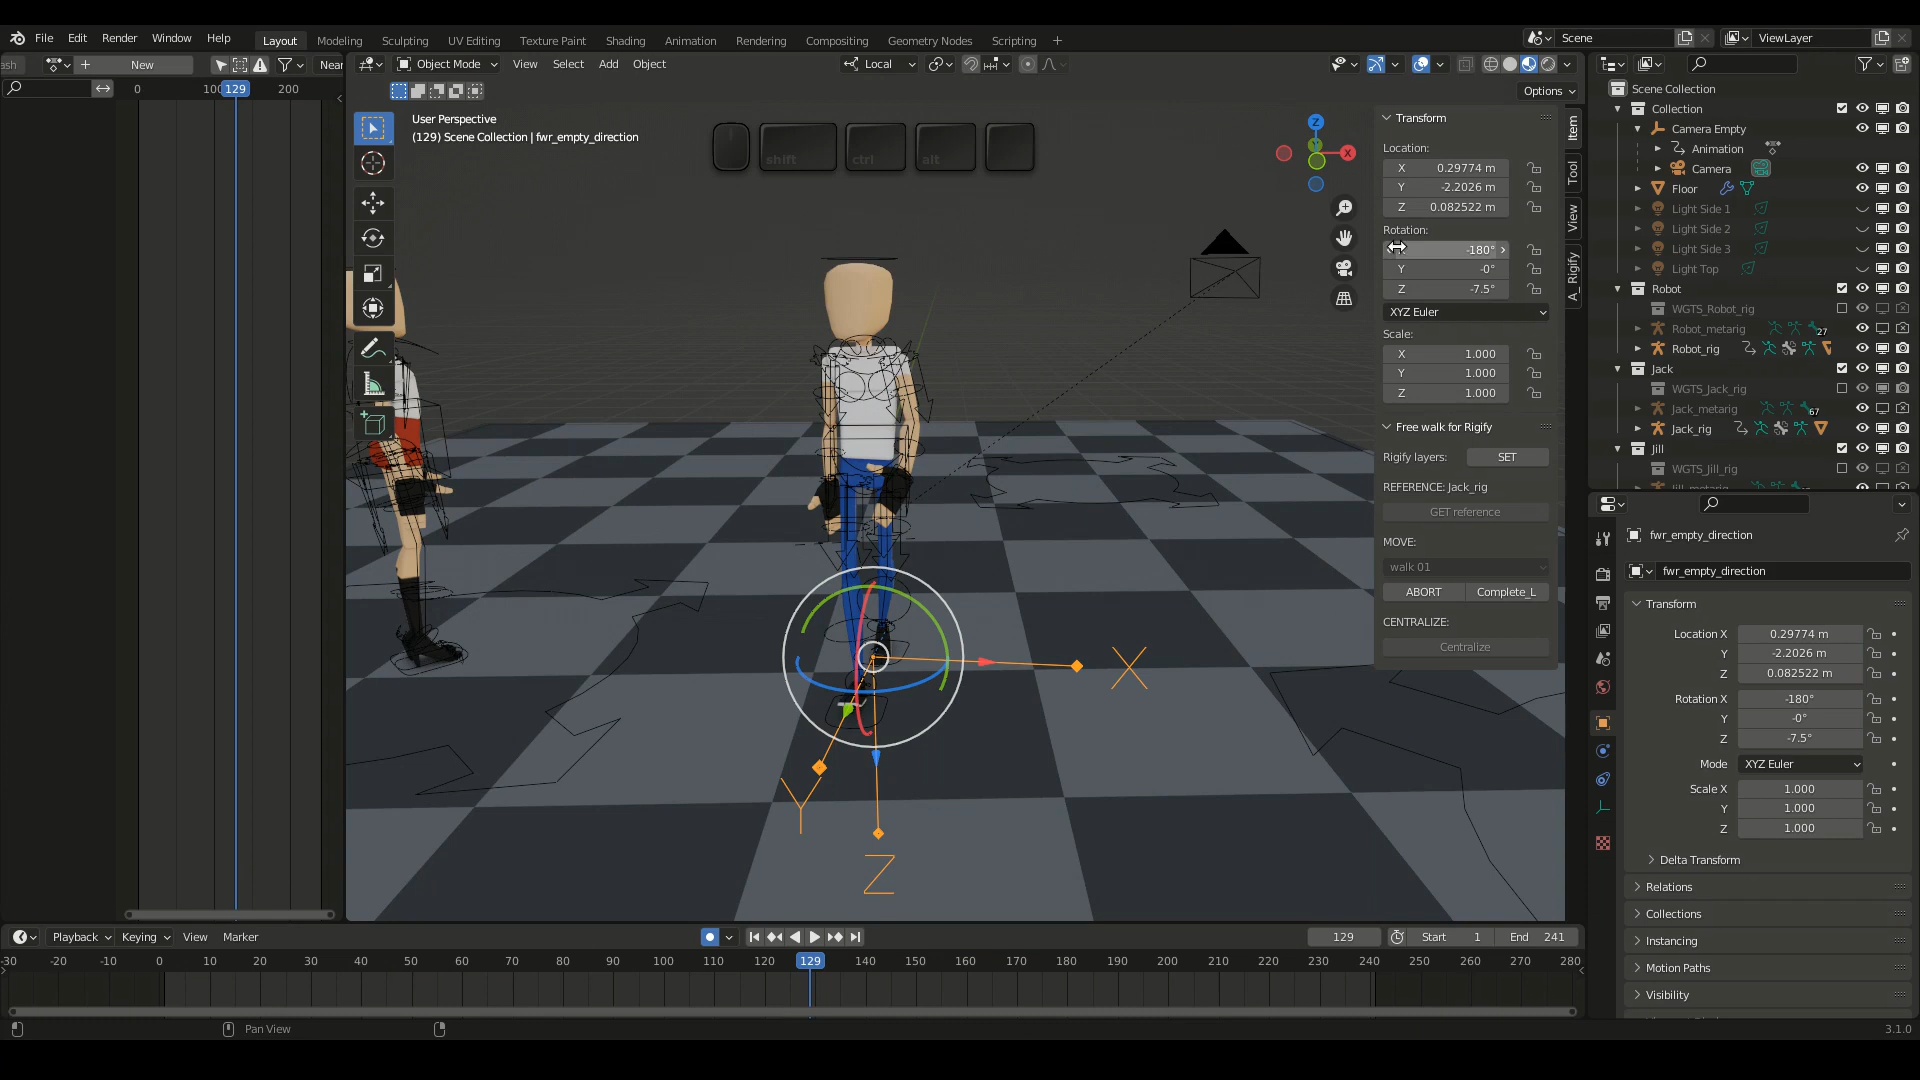 File Edit Render Window Help
Layout Modeling Sculpting UV Editing Texture Paint Shading Animation Rendering Compositing Geometry Nodes Scripting +
Scene
ViewLayer
New
Near
0 100 129 200
Object Mode View Select Add Object
Local
Options
User Perspective
(129) Scene Collection | fwr_empty_direction
shift ctrl alt
Z
X
Transform
Location:
X 0.29774 m
Y -2.2026 m
Z 0.082522 m
Rotation:
-180°
Y -0°
Z -7.5°
XYZ Euler
Scale:
X 1.000
Y 1.000
Z 1.000
Free walk for Rigify
Rigify layers: SET
REFERENCE: Jack_rig
GET reference
MOVE:
walk 01
ABORT Complete_L
CENTRALIZE:
Centralize
Item
Tool
View
A_Rigify
X
Y
Z
Scene Collection
Collection
Camera Empty
Animation
Camera
Floor
Light Side 1
Light Side 2
Light Side 3
Light Top
Robot
WGTS_Robot_rig
Robot_metarig 27
Robot_rig
Jack
WGTS_Jack_rig
Jack_metarig 67
Jack_rig
Jill
WGTS_Jill_rig
fwr_empty_direction
fwr_empty_direction
Transform
Location X 0.29774 m
Y -2.2026 m
Z 0.082522 m
Rotation X -180°
Y -0°
Z -7.5°
Mode XYZ Euler
Scale X 1.000
Y 1.000
Z 1.000
Delta Transform
Relations
Collections
Instancing
Motion Paths
Visibility
Playback Keying View Marker
129 Start 1 End 241
-30 -20 -10 0 10 20 30 40 50 60 70 80 90 100 110 120 129 140 150 160 170 180 190 200 210 220 230 240 250 260 270 280
Pan View
3.1.0